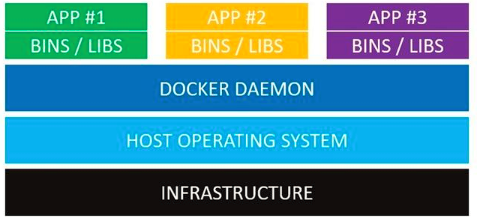 APP #1 APP #2 APP #3
BINS / LIBS BINS / LIBS BINS / LIBS
DOCKER DAEMON
HOST OPERATING SYSTEM
INFRASTRUCTURE